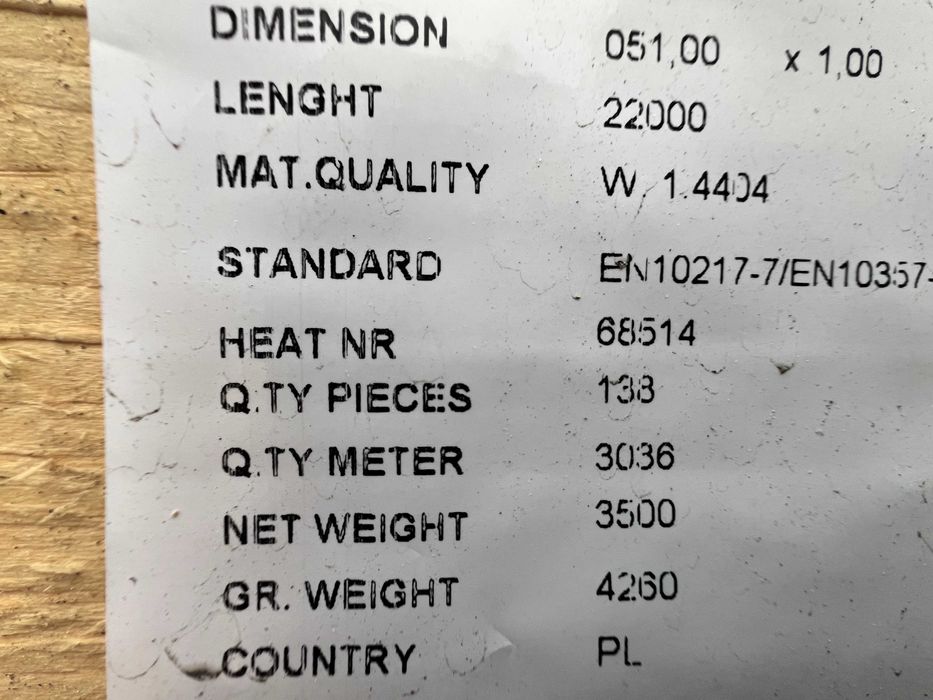 DIMENSION 051,00 x 1,00
LENGHT 22000
MAT.QUALITY W. 1.4404
STANDARD EN10217-7/EN10357-
HEAT NR 68514
Q.TY PIECES 138
Q.TY METER 3036
NET WEIGHT 3500
GR. WEIGHT 4260
COUNTRY PL